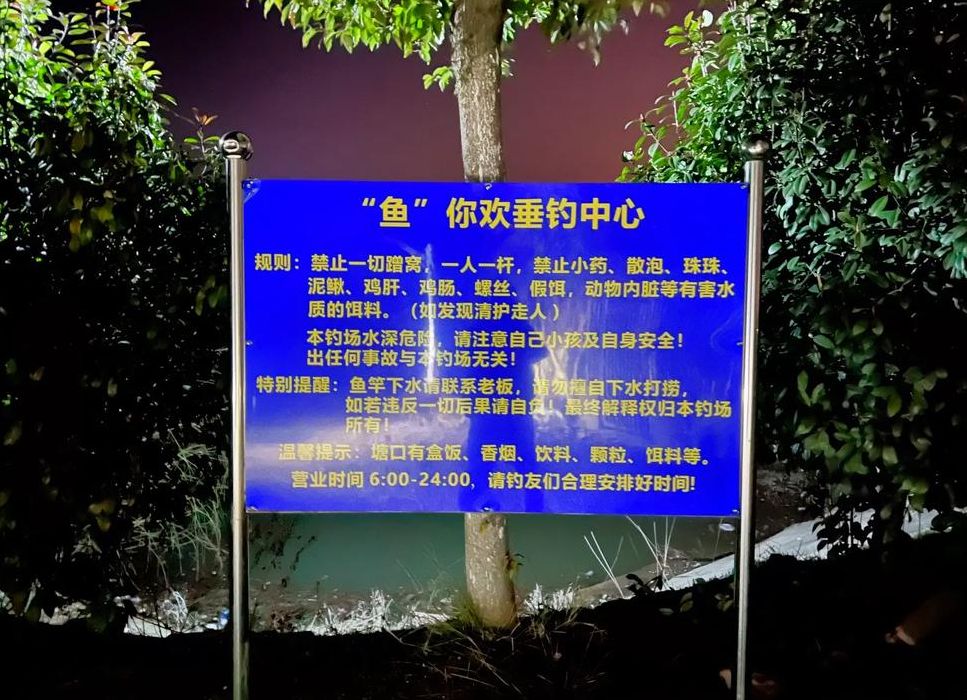 “鱼”你欢垂钓中心
规则：禁止一切蹭窝，一人一杆，禁止小药、散泡、珠珠、
泥鳅、鸡肝、鸡肠、螺丝、假饵，动物内脏等有害水
质的饵料。（如发现清护走人）
本钓场水深危险，请注意自己小孩及自身安全！
出任何事故与本钓场无关！
特别提醒：鱼竿下水请联系老板，请勿擅自下水打捞，
如若违反一切后果请自负！最终解释权归本钓场
所有！
温馨提示：塘口有盒饭、香烟、饮料、颗粒、饵料等。
营业时间 6:00-24:00，请钓友们合理安排好时间!